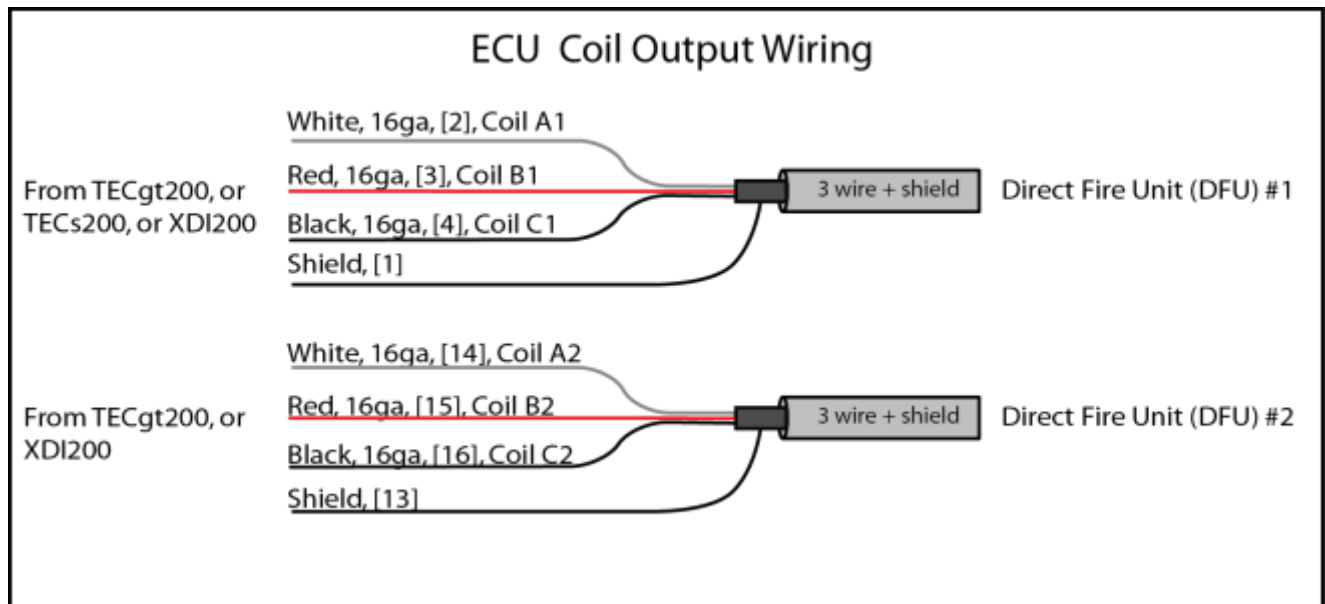 ECU Coil Output Wiring
White, 16ga, [2], Coil A1
Red, 16ga, [3], Coil B1
From TECgt200, or
TECs200, or XDI200
3 wire + shield
Direct Fire Unit (DFU) #1
Black, 16ga, [4], Coil C1
Shield, [1]
White, 16ga, [14], Coil A2
Red, 16ga, [15], Coil B2
From TECgt200, or
XDI200
3 wire + shield
Direct Fire Unit (DFU) #2
Black, 16ga, [16], Coil C2
Shield, [13]